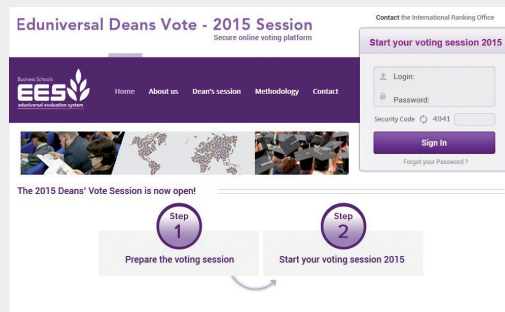 Eduniversal Deans Vote - 2015 Session
Secure online voting platform
Contact the International Ranking Office
Start your voting session 2015
Login:
Password:
Security Code 4941
Sign In
Forgot your Password ?
Business Schools
EES
eduniversal evaluation system
Home About us Dean's session Methodology Contact
The 2015 Deans' Vote Session is now open!
Step
1
Prepare the voting session
Step
2
Start your voting session 2015